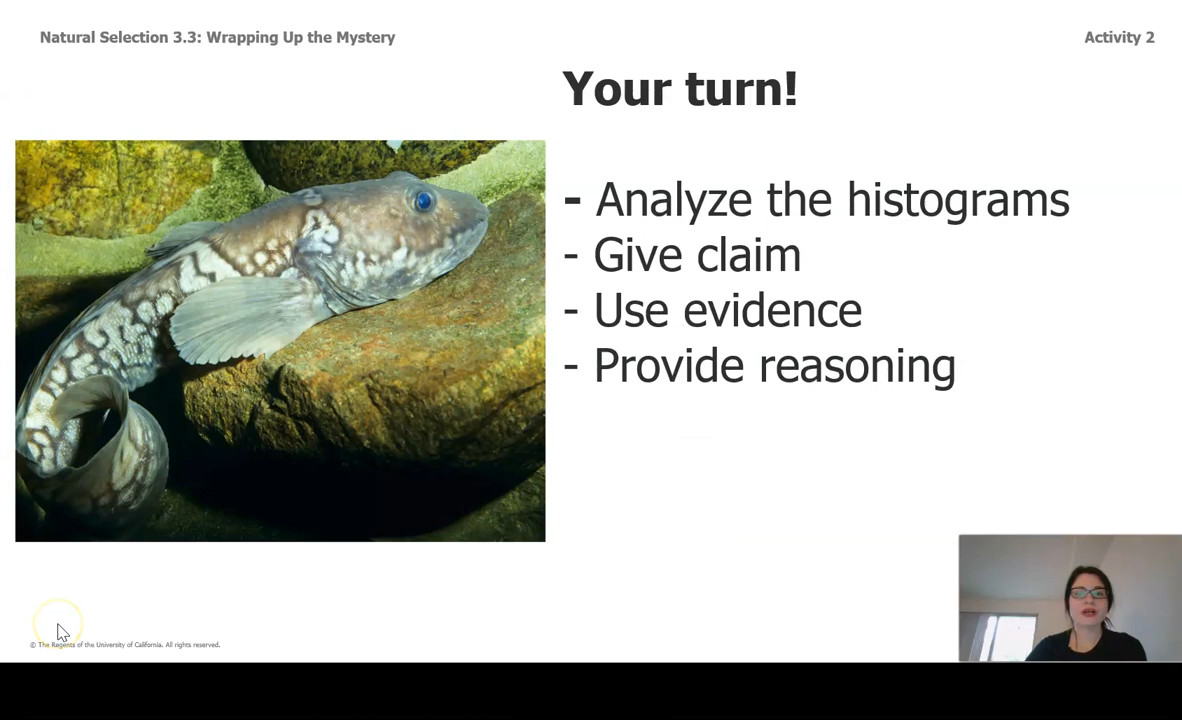 Natural Selection 3.3: Wrapping Up the Mystery
Activity 2
Your turn!
- Analyze the histograms
- Give claim
- Use evidence
- Provide reasoning
© The Regents of the University of California. All rights reserved.